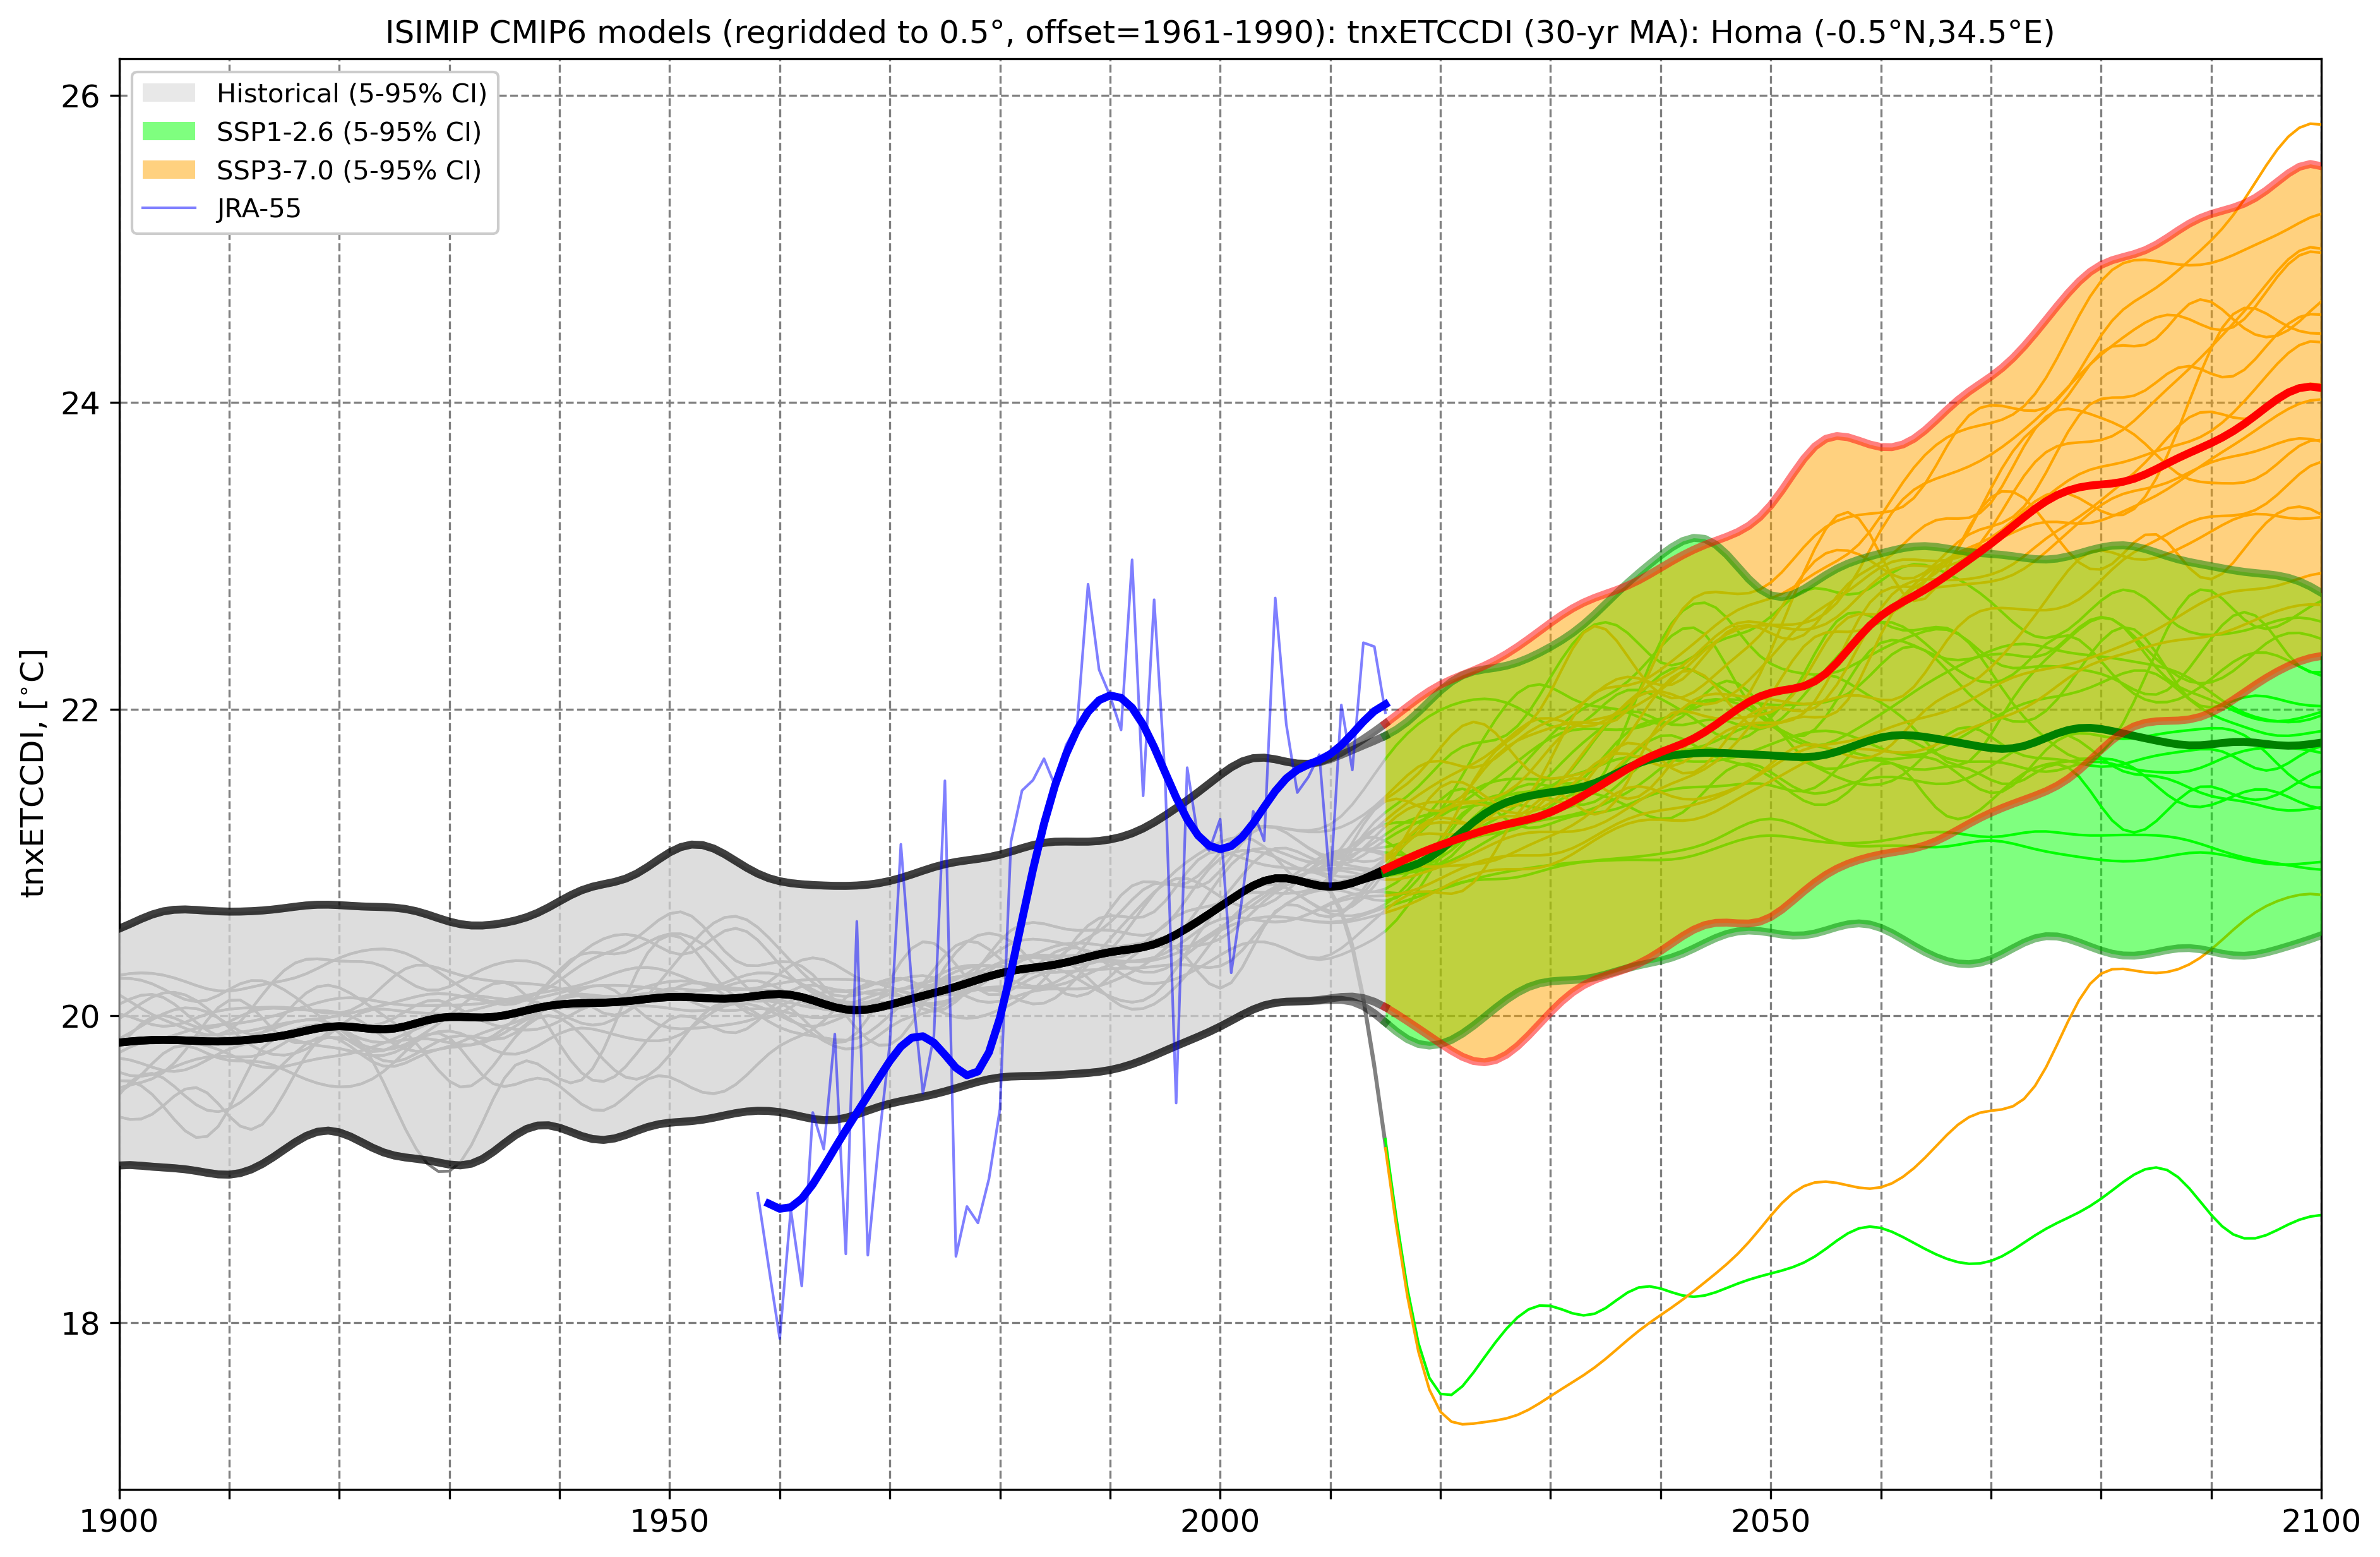 ISIMIP CMIP6 models (regridded to 0.5°, offset=1961-1990): tnxETCCDI (30-yr MA): Homa (-0.5°N,34.5°E)
Historical (5-95% CI)
SSP1-2.6 (5-95% CI)
SSP3-7.0 (5-95% CI)
JRA-55
tnxETCCDI, [°C]
26
24
22
20
18
1900
1950
2000
2050
2100